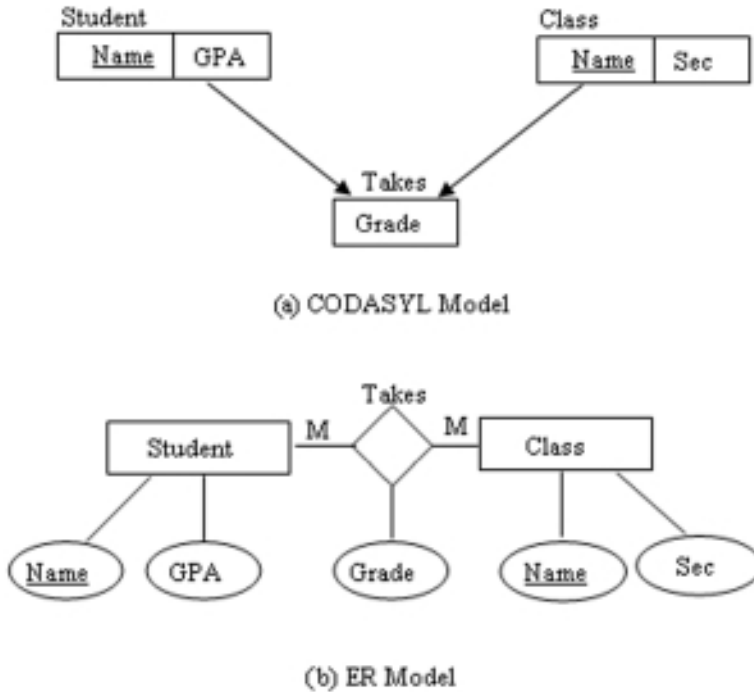 Student
Class
Name GPA
Name Sec
Takes
Grade
(a) CODASYL Model
Takes
Student M M Class
Name GPA Grade Name Sec
(b) ER Model